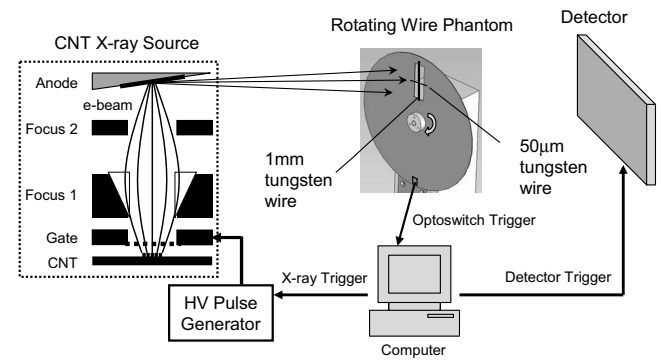 CNT X-ray Source
Rotating Wire Phantom
Detector
Anode
e-beam
Focus 2
Focus 1
Gate
CNT
1mm
tungsten
wire
50μm
tungsten
wire
Optoswitch Trigger
X-ray Trigger
Detector Trigger
HV Pulse
Generator
Computer